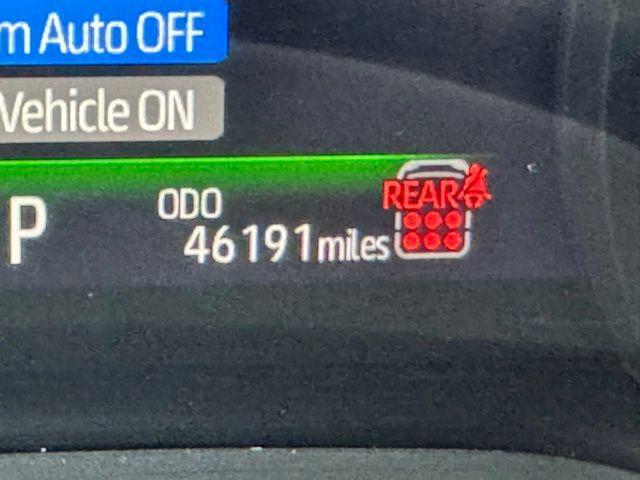 m Auto OFF
Vehicle ON
P
ODO
46191 miles
REAR